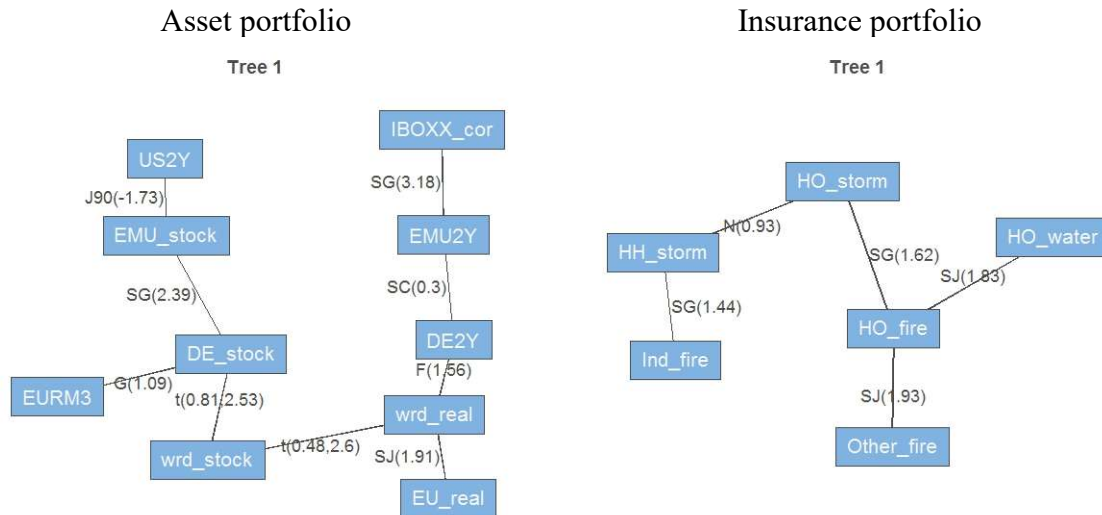 Asset portfolio
Tree 1
US2Y
J90(-1.73)
EMU_stock
SG(2.39)
DE_stock
G(1.09)
EURM3
t(0.81,2.53)
wrd_stock
t(0.48,2.6)
IBOXX_cor
SG(3.18)
EMU2Y
SC(0.3)
DE2Y
F(1.56)
wrd_real
SJ(1.91)
EU_real
Insurance portfolio
Tree 1
HO_storm
N(0.93)
HH_storm
SG(1.62)
HO_water
SJ(1.83)
SG(1.44)
HO_fire
Ind_fire
SJ(1.93)
Other_fire